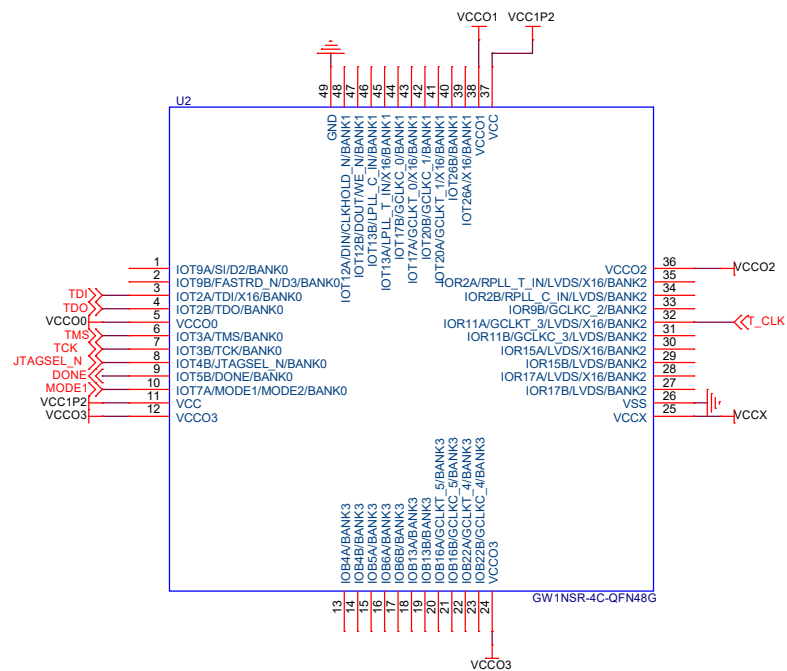 VCCO1
VCC1P2
49
48
47
46
45
44
43
42
41
40
39
38
37
U2
GND
IOT12A/DIN/CLKHOLD_N/BANK1
IOT12B/DOUT/WE_N/BANK1
IOT13B/LPLL_C_IN/BANK1
IOT13A/LPLL_T_IN/X16/BANK1
IOT17B/GCLKC_0/BANK1
IOT17A/GCLKT_0/X16/BANK1
IOT20B/GCLKC_1/BANK1
IOT20A/GCLKT_1/X16/BANK1
IOT26B/BANK1
IOT26A/X16/BANK1
VCCO1
VCC
1 IOT9A/SI/D2/BANK0
2 IOT9B/FASTRD_N/D3/BANK0
TDI 3 IOT2A/TDI/X16/BANK0
TDO 4 IOT2B/TDO/BANK0
VCCO0 5 VCCO0
TMS 6 IOT3A/TMS/BANK0
TCK 7 IOT3B/TCK/BANK0
JTAGSEL_N 8 IOT4B/JTAGSEL_N/BANK0
DONE 9 IOT5B/DONE/BANK0
MODE1 10 IOT7A/MODE1/MODE2/BANK0
VCC1P2 11 VCC
VCCO3 12 VCCO3
VCCO2 36 VCCO2
IOR2A/RPLL_T_IN/LVDS/X16/BANK2 35
IOR2B/RPLL_C_IN/LVDS/BANK2 34
IOR9B/GCLKC_2/BANK2 33
IOR11A/GCLKT_3/LVDS/X16/BANK2 32 T_CLK
IOR11B/GCLKC_3/LVDS/BANK2 31
IOR15A/LVDS/X16/BANK2 30
IOR15B/LVDS/BANK2 29
IOR17A/LVDS/X16/BANK2 28
IOR17B/LVDS/BANK2 27
VSS 26
VCCX 25 VCCX
IOB4A/BANK3
IOB4B/BANK3
IOB5A/BANK3
IOB6A/BANK3
IOB6B/BANK3
IOB13A/BANK3
IOB13B/BANK3
IOB16A/GCLKT_5/BANK3
IOB16B/GCLKC_5/BANK3
IOB22A/GCLKT_4/BANK3
IOB22B/GCLKC_4/BANK3
VCCO3
GW1NSR-4C-QFN48G
13
14
15
16
17
18
19
20
21
22
23
24
VCCO3